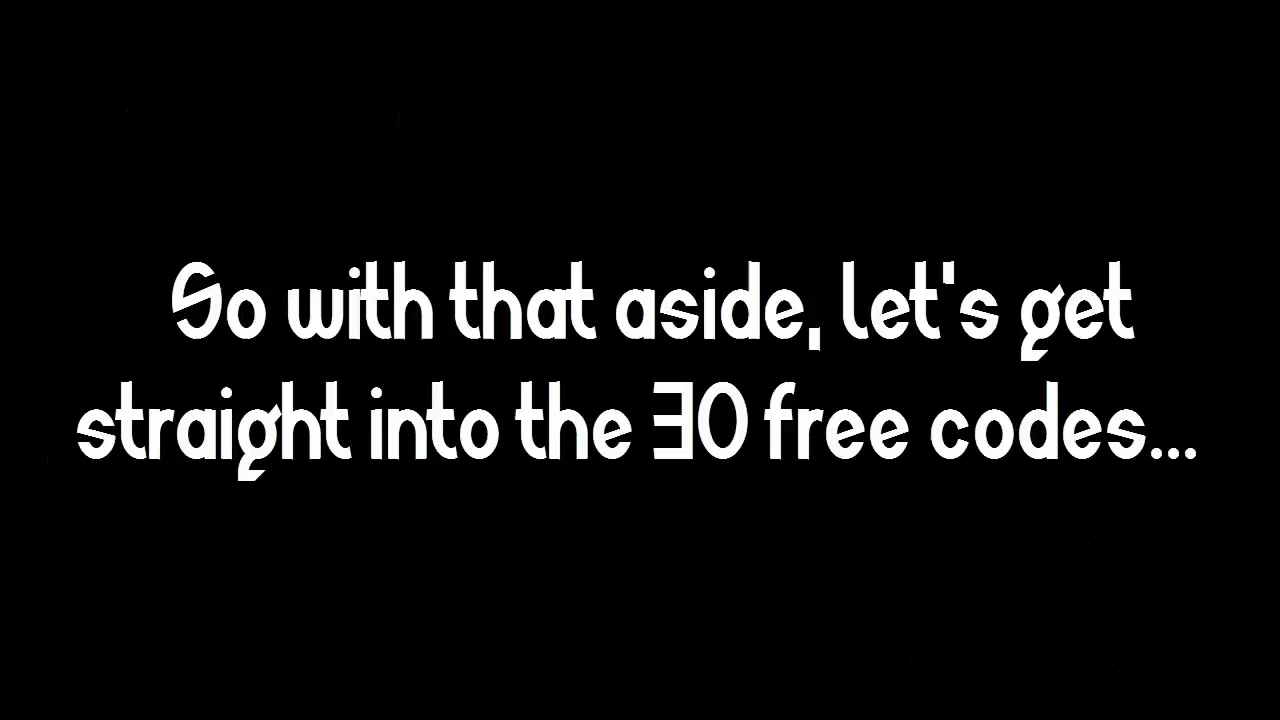 So with that aside, let's get
straight into the 30 free codes...